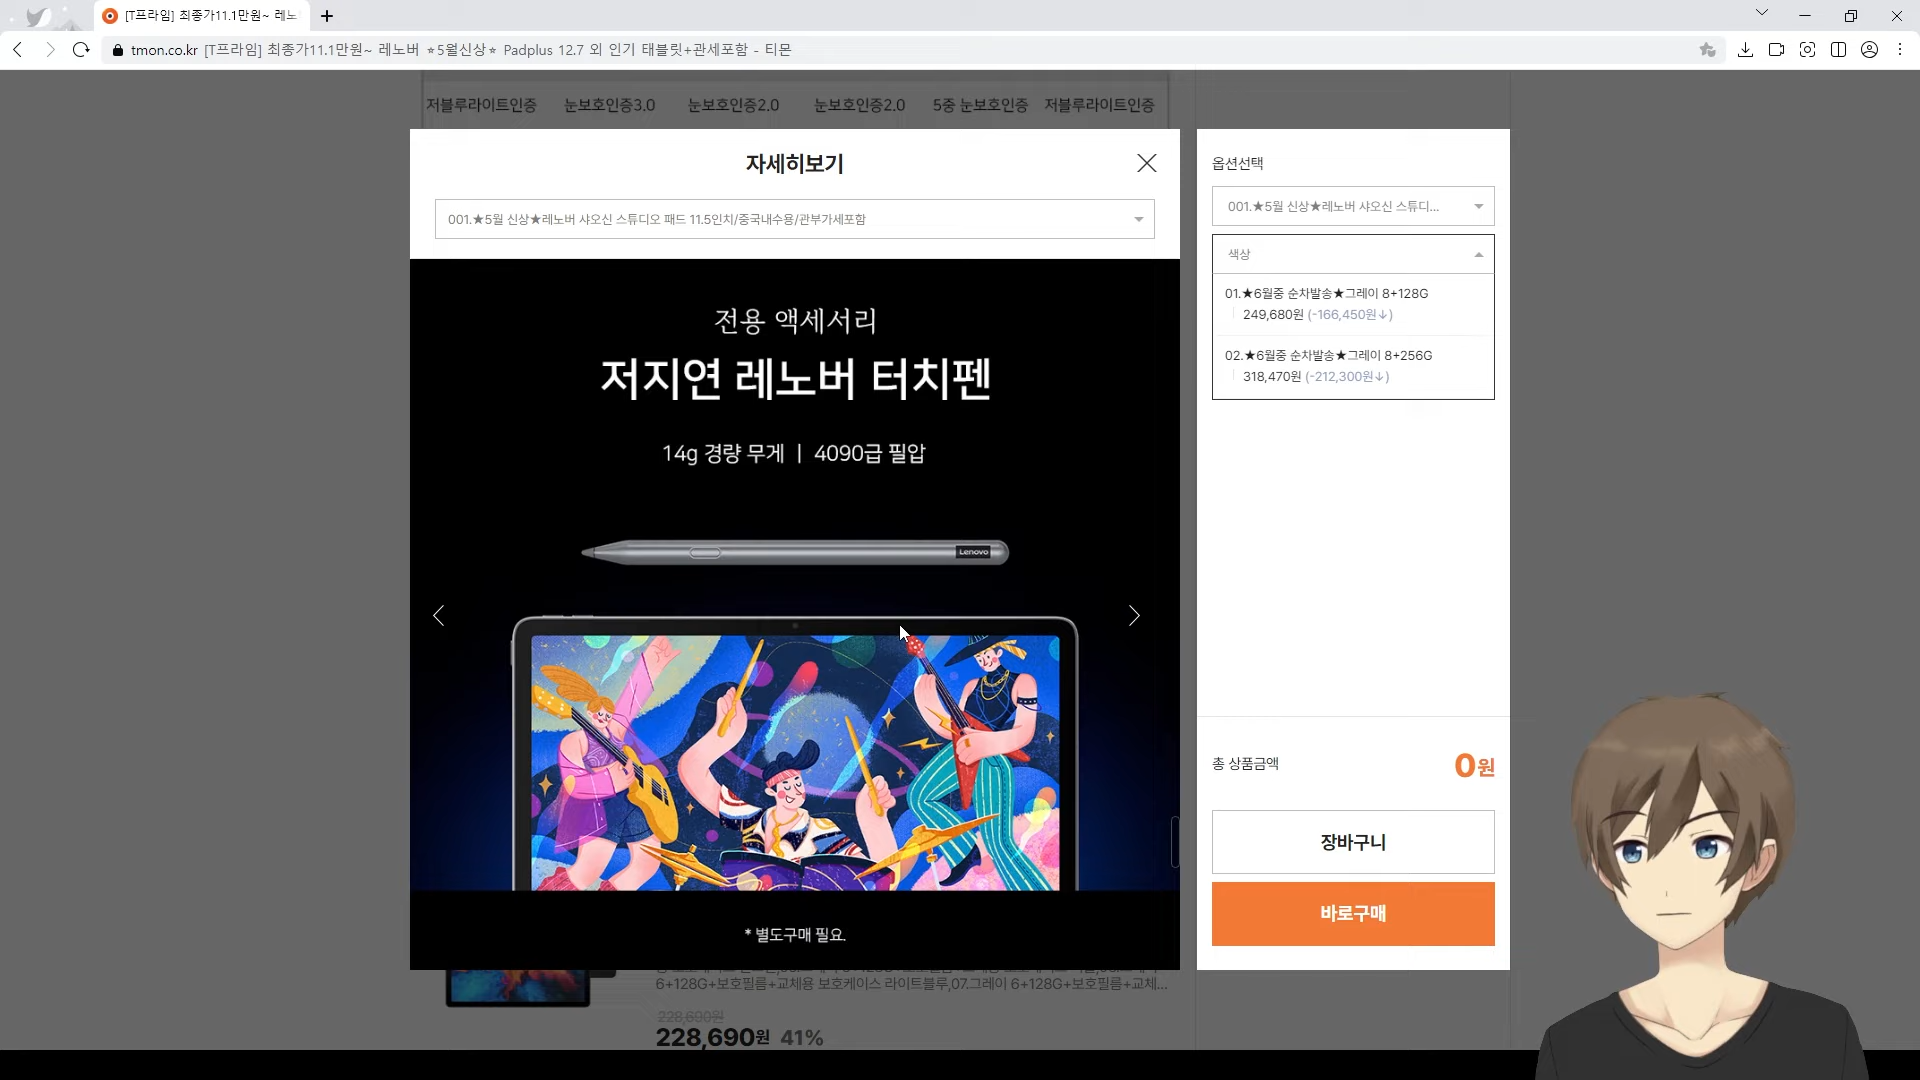 [T프라임] 최종가11.1만원~ 레노
tmon.co.kr [T프라임] 최종가11.1만원~ 레노버 ★5월신상★ Padplus 12.7 외 인기 태블릿+관세포함 - 티몬
저블루라이트인증 눈보호인증3.0 눈보호인증2.0 눈보호인증2.0 5중 눈보호인증 저블루라이트인증
자세히보기
001.★5월 신상★레노버 샤오신 스튜디오 패드 11.5인치/중국내수용/관부가세포함
전용 액세서리
저지연 레노버 터치펜
14g 경량 무게 | 4090급 필압
Lenovo
* 별도구매 필요.
6+128G+보호필름+교체용 보호케이스 라이트블루,07.그레이 6+128G+보호필름+교체...
228,690원
228,690원 41%
옵션선택
001.★5월 신상★레노버 샤오신 스튜디...
색상
01.★6월중 순차발송★그레이 8+128G
249,680원 (-166,450원↓)
02.★6월중 순차발송★그레이 8+256G
318,470원 (-212,300원↓)
총 상품금액
0원
장바구니
바로구매